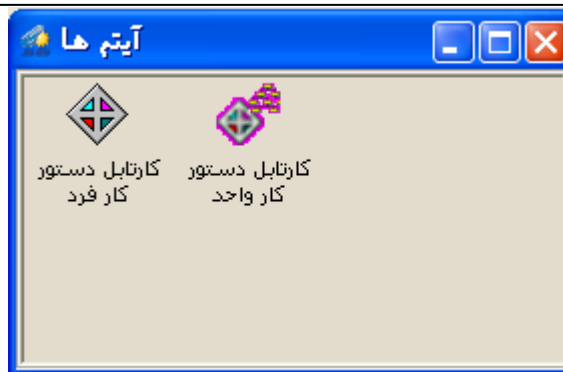 آیتم ها
کارتابل دستور
کار فرد
کارتابل دستور
کار واحد